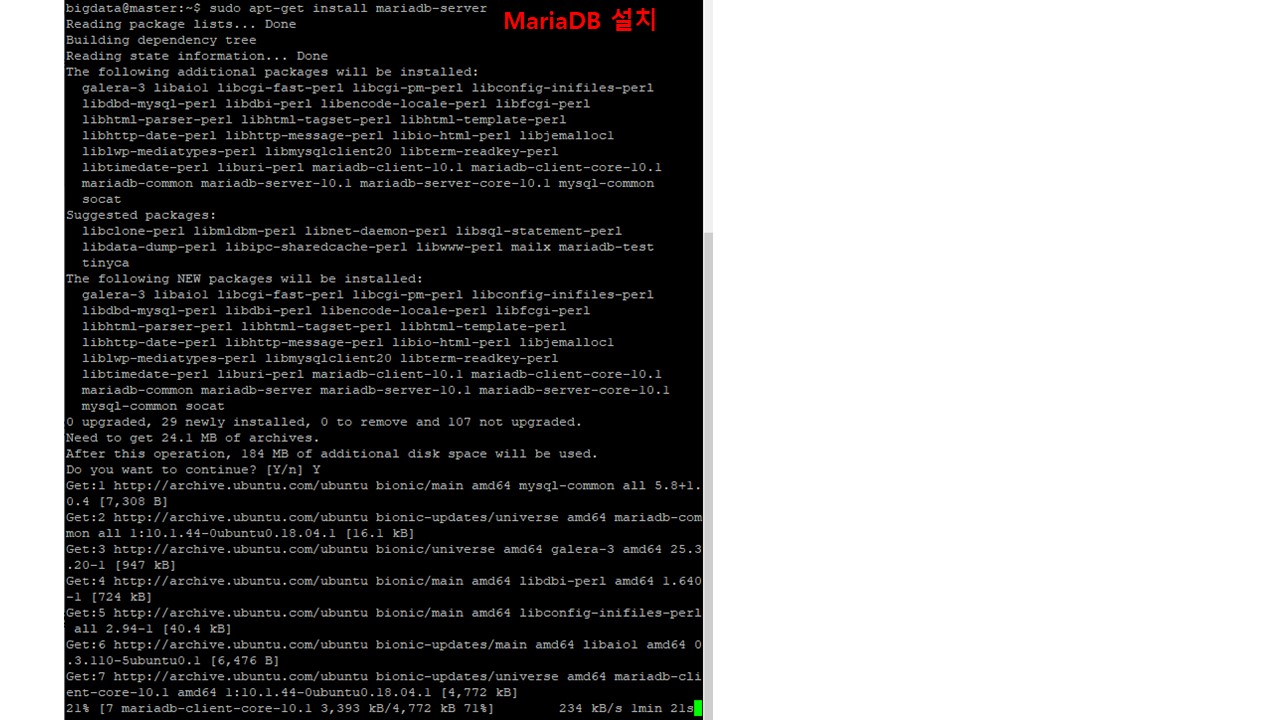 bigdata@master:~$ sudo apt-get install mariadb-server
MariaDB 설치
Reading package lists... Done
Building dependency tree
Reading state information... Done
The following additional packages will be installed:
galera-3 libaio1 libcgi-fast-perl libcgi-pm-perl libconfig-inifiles-perl
libdbd-mysql-perl libdbi-perl libencode-locale-perl libfcgi-perl
libhtml-parser-perl libhtml-tagset-perl libhtml-template-perl
libhttp-date-perl libhttp-message-perl libio-html-perl libjemalloc1
liblwp-mediatypes-perl libmysqlclient20 libterm-readkey-perl
libtimedate-perl liburi-perl mariadb-client-10.1 mariadb-client-core-10.1
mariadb-common mariadb-server-10.1 mariadb-server-core-10.1 mysql-common
socat
Suggested packages:
libclone-perl libmldbm-perl libnet-daemon-perl libsql-statement-perl
libdata-dump-perl libipc-sharedcache-perl libwww-perl mailx mariadb-test
tinyca
The following NEW packages will be installed:
galera-3 libaio1 libcgi-fast-perl libcgi-pm-perl libconfig-inifiles-perl
libdbd-mysql-perl libdbi-perl libencode-locale-perl libfcgi-perl
libhtml-parser-perl libhtml-tagset-perl libhtml-template-perl
libhttp-date-perl libhttp-message-perl libio-html-perl libjemalloc1
liblwp-mediatypes-perl libmysqlclient20 libterm-readkey-perl
libtimedate-perl liburi-perl mariadb-client-10.1 mariadb-client-core-10.1
mariadb-common mariadb-server mariadb-server-10.1 mariadb-server-core-10.1
mysql-common socat
0 upgraded, 29 newly installed, 0 to remove and 107 not upgraded.
Need to get 24.1 MB of archives.
After this operation, 184 MB of additional disk space will be used.
Do you want to continue? [Y/n] Y
Get:1 http://archive.ubuntu.com/ubuntu bionic/main amd64 mysql-common all 5.8+1.
0.4 [7,308 B]
Get:2 http://archive.ubuntu.com/ubuntu bionic-updates/universe amd64 mariadb-com
mon all 1:10.1.44-0ubuntu0.18.04.1 [16.1 kB]
Get:3 http://archive.ubuntu.com/ubuntu bionic/universe amd64 galera-3 amd64 25.3
.20-1 [947 kB]
Get:4 http://archive.ubuntu.com/ubuntu bionic/main amd64 libdbi-perl amd64 1.640
-1 [724 kB]
Get:5 http://archive.ubuntu.com/ubuntu bionic/main amd64 libconfig-inifiles-perl
all 2.94-1 [40.4 kB]
Get:6 http://archive.ubuntu.com/ubuntu bionic-updates/main amd64 libaio1 amd64 0
.3.110-5ubuntu0.1 [6,476 B]
Get:7 http://archive.ubuntu.com/ubuntu bionic-updates/universe amd64 mariadb-cli
ent-core-10.1 amd64 1:10.1.44-0ubuntu0.18.04.1 [4,772 kB]
21% [7 mariadb-client-core-10.1 3,393 kB/4,772 kB 71%] 234 kB/s 1min 21s